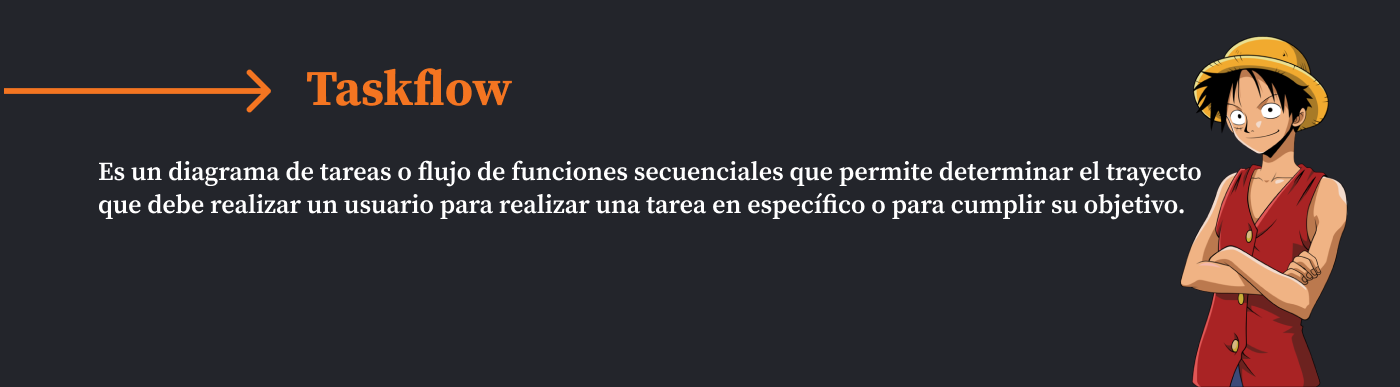 Taskflow
Es un diagrama de tareas o flujo de funciones secuenciales que permite determinar el trayecto
que debe realizar un usuario para realizar una tarea en específico o para cumplir su objetivo.